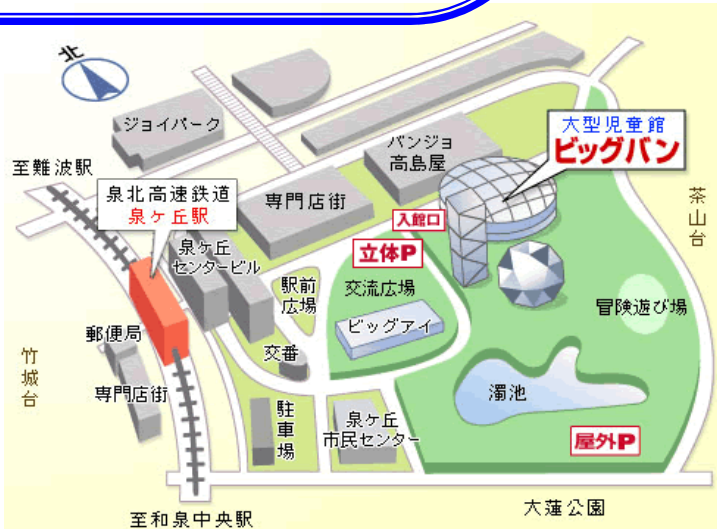 北
ジョイパーク
大型児童館
ビッグバン
パンジョ
高島屋
至難波駅
泉北高速鉄道
泉ヶ丘駅
専門店街
茶山台
入館口
泉ヶ丘
センタービル
立体P
駅前
広場
交流広場
冒険遊び場
ビッグアイ
郵便局
交番
竹城台
専門店街
濁池
駐車場
泉ヶ丘
市民センター
屋外P
大蓮公園
至和泉中央駅